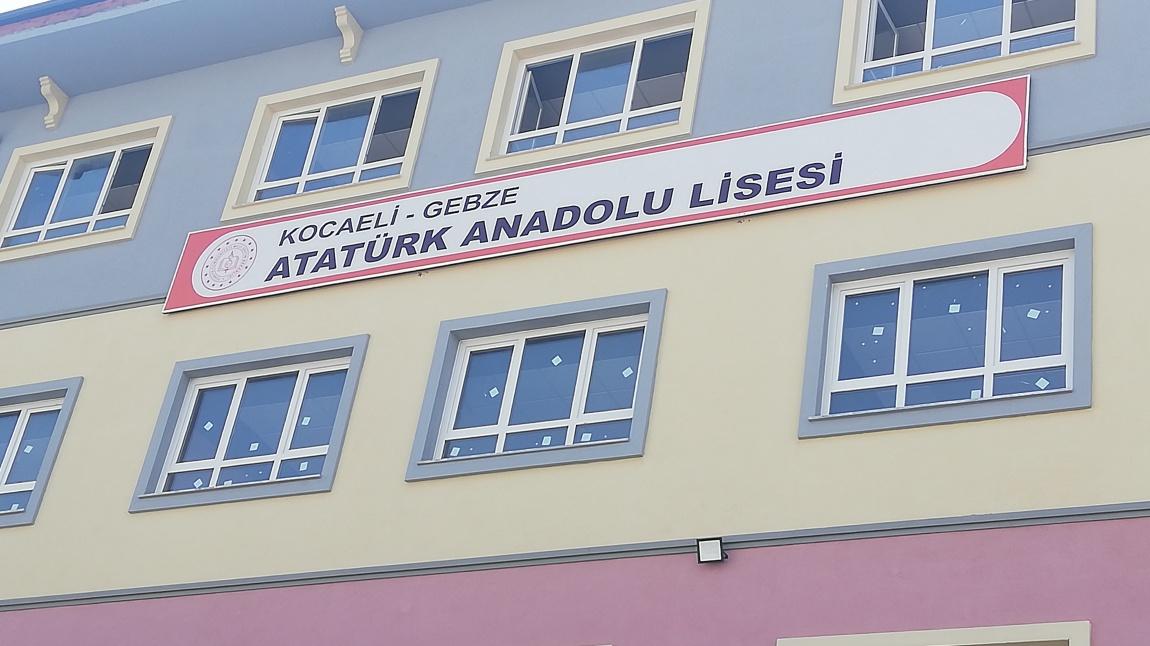 KOCAELİ - GEBZE
ATATÜRK ANADOLU LİSESİ